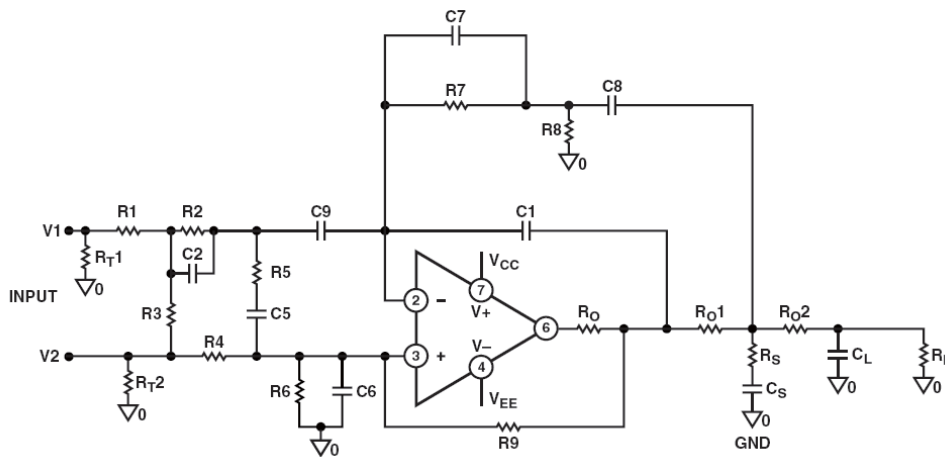 C7
R7
C8
R8
0
V1
R1
R2
C9
C1
RT1
0
C2
R5
VCC
INPUT
R3
C5
2
–
7
V+
6
RO
RO1
RO2
V2
R4
3
+
V–
4
RT2
0
R6
C6
VEE
RS
CL
0
0
CS
0
GND
0
R9